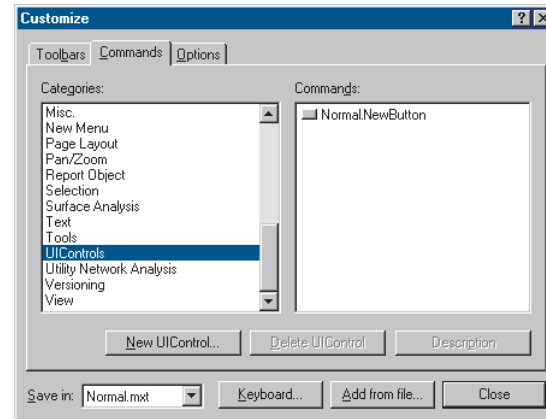 Customize
Toolbars Commands Options
Categories: Commands:
Misc.
New Menu
Page Layout
Pan/Zoom
Report Object
Selection
Surface Analysis
Text
Tools
UIControls
Utility Network Analysis
Versioning
View
Normal.NewButton
New UIControl... Delete UIControl Description
Save in: Normal.mxt Keyboard... Add from file... Close